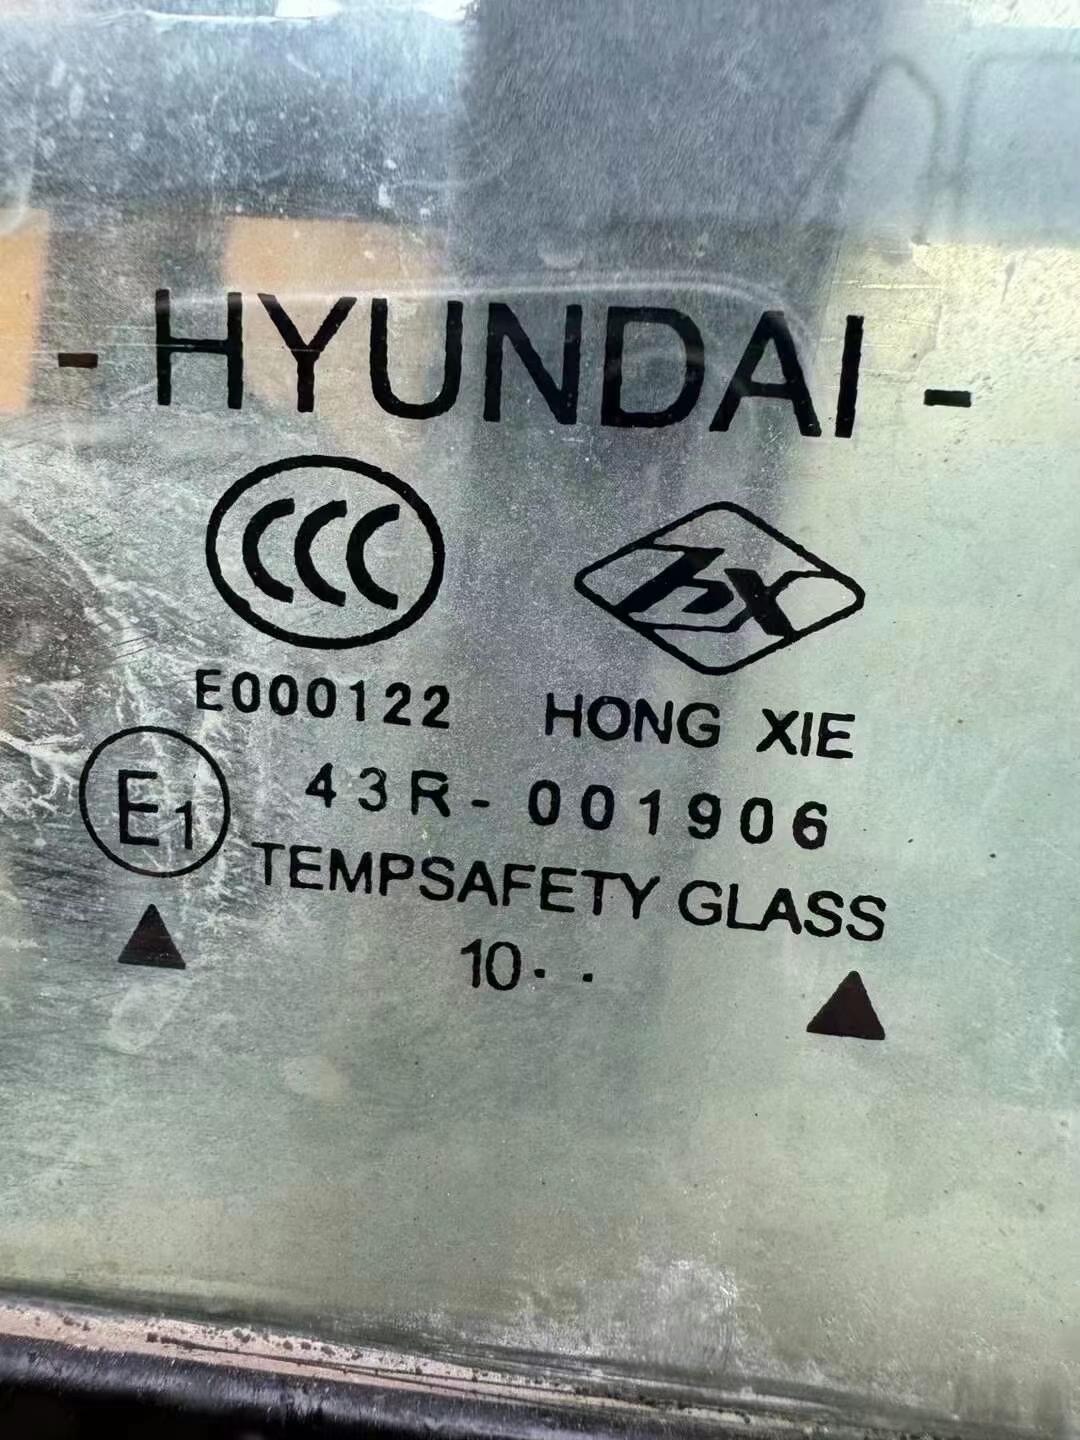 - HYUNDAI -
CCC hx
E000122 HONG XIE
E1 43R-001906
TEMPSAFETY GLASS
10· ·